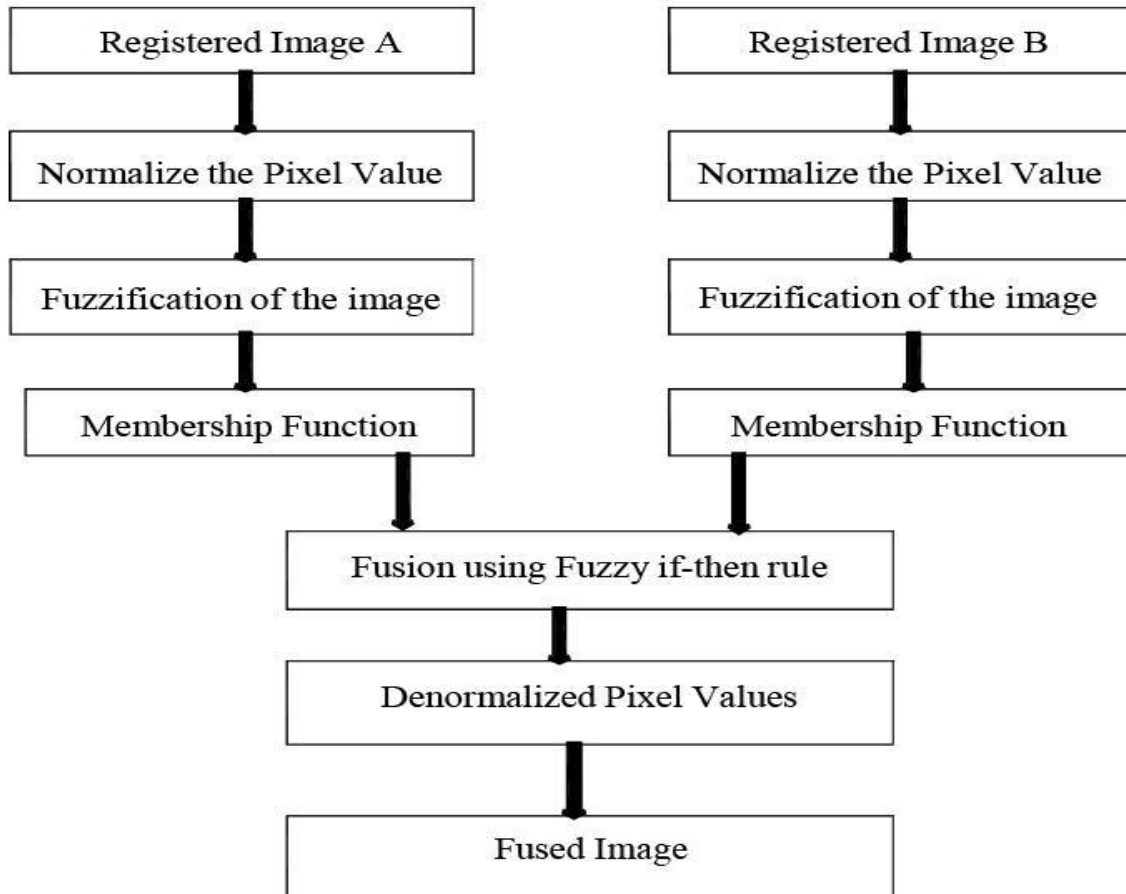 Registered Image A
Registered Image B
Normalize the Pixel Value
Normalize the Pixel Value
Fuzzification of the image
Fuzzification of the image
Membership Function
Membership Function
Fusion using Fuzzy if-then rule
Denormalized Pixel Values
Fused Image